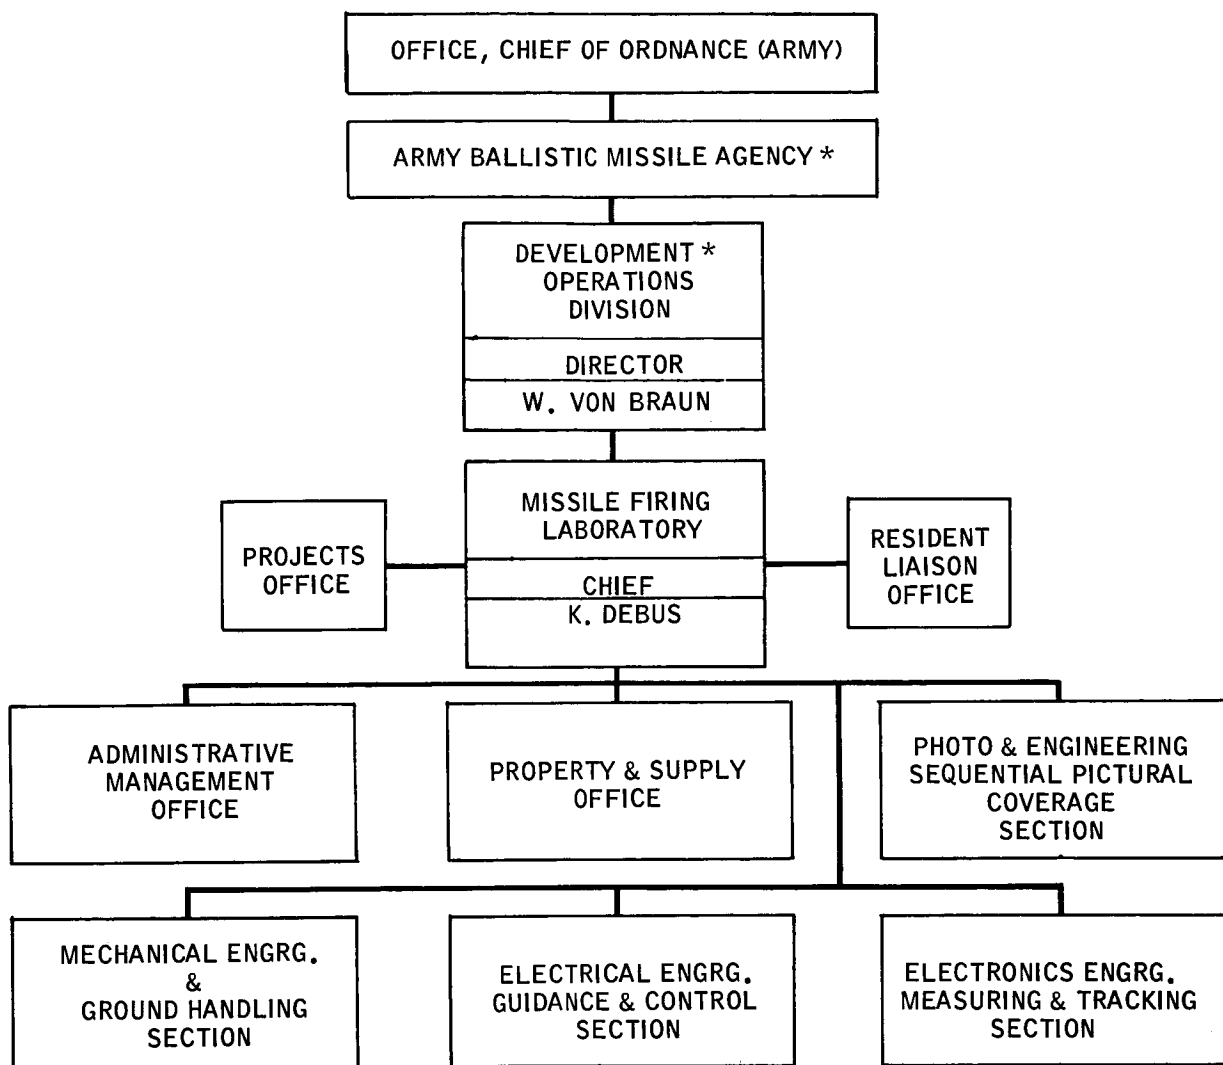 OFFICE, CHIEF OF ORDNANCE (ARMY)
ARMY BALLISTIC MISSILE AGENCY *
DEVELOPMENT *
OPERATIONS
DIVISION
DIRECTOR
W. VON BRAUN
MISSILE FIRING
LABORATORY
CHIEF
K. DEBUS
PROJECTS
OFFICE
RESIDENT
LIAISON
OFFICE
ADMINISTRATIVE
MANAGEMENT
OFFICE
PROPERTY & SUPPLY
OFFICE
PHOTO & ENGINEERING
SEQUENTIAL PICTURAL
COVERAGE
SECTION
MECHANICAL ENGRG.
&
GROUND HANDLING
SECTION
ELECTRICAL ENGRG.
GUIDANCE & CONTROL
SECTION
ELECTRONICS ENGRG.
MEASURING & TRACKING
SECTION